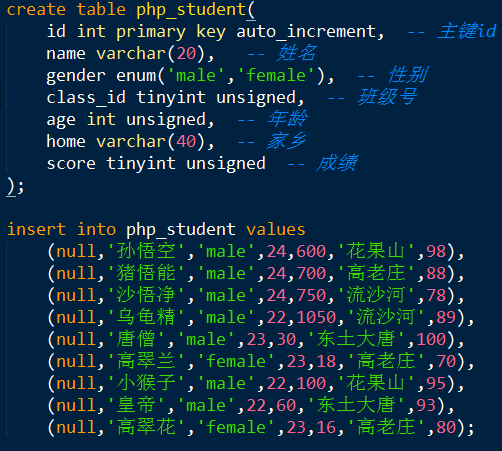 create table php_student(
id int primary key auto_increment, -- 主键id
name varchar(20), -- 姓名
gender enum('male','female'), -- 性别
class_id tinyint unsigned, -- 班级号
age int unsigned, -- 年龄
home varchar(40), -- 家乡
score tinyint unsigned -- 成绩
);
insert into php_student values
(null,'孙悟空','male',24,600,'花果山',98),
(null,'猪悟能','male',24,700,'高老庄',88),
(null,'沙悟净','male',24,750,'流沙河',78),
(null,'乌龟精','male',22,1050,'流沙河',89),
(null,'唐僧','male',23,30,'东土大唐',100),
(null,'高翠兰','female',23,18,'高老庄',70),
(null,'小猴子','male',22,100,'花果山',95),
(null,'皇帝','male',22,60,'东土大唐',93),
(null,'高翠花','female',23,16,'高老庄',80);